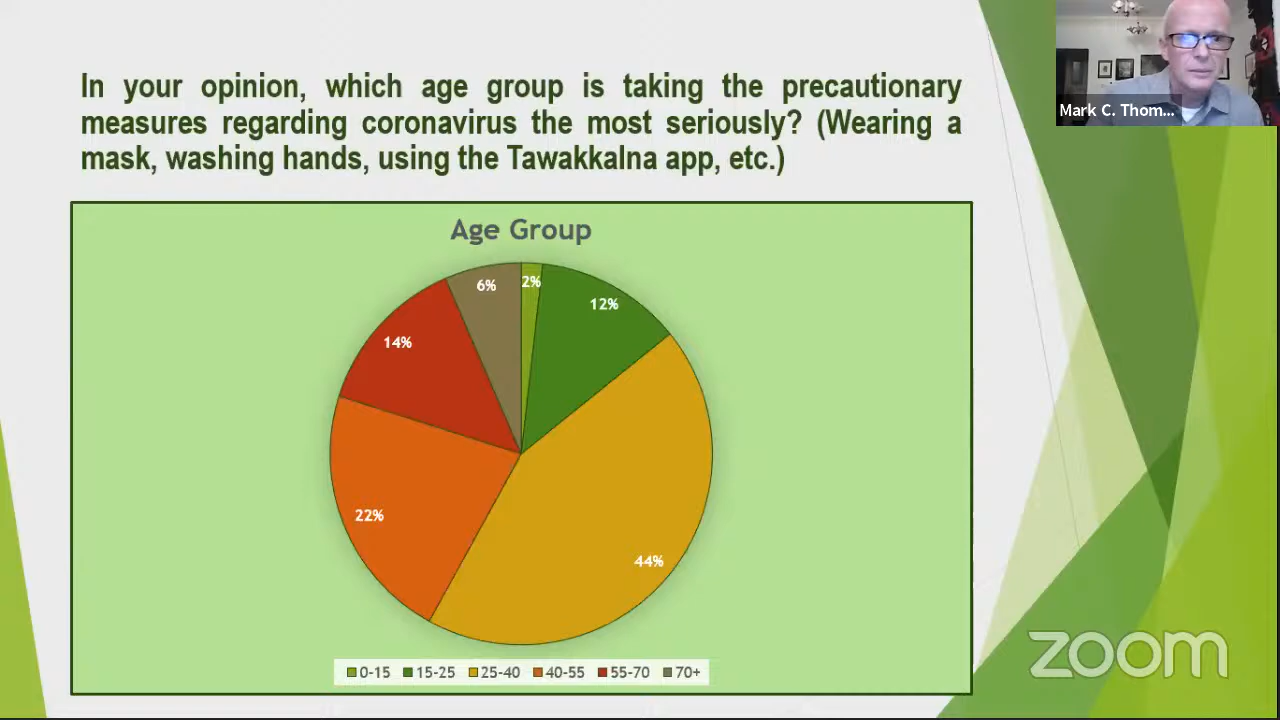 In your opinion, which age group is taking the precautionary
measures regarding coronavirus the most seriously? (Wearing a
mask, washing hands, using the Tawakkalna app, etc.)
Mark C. Thom...
Age Group
6%
2%
12%
14%
22%
44%
0-15 15-25 25-40 40-55 55-70 70+
zoom